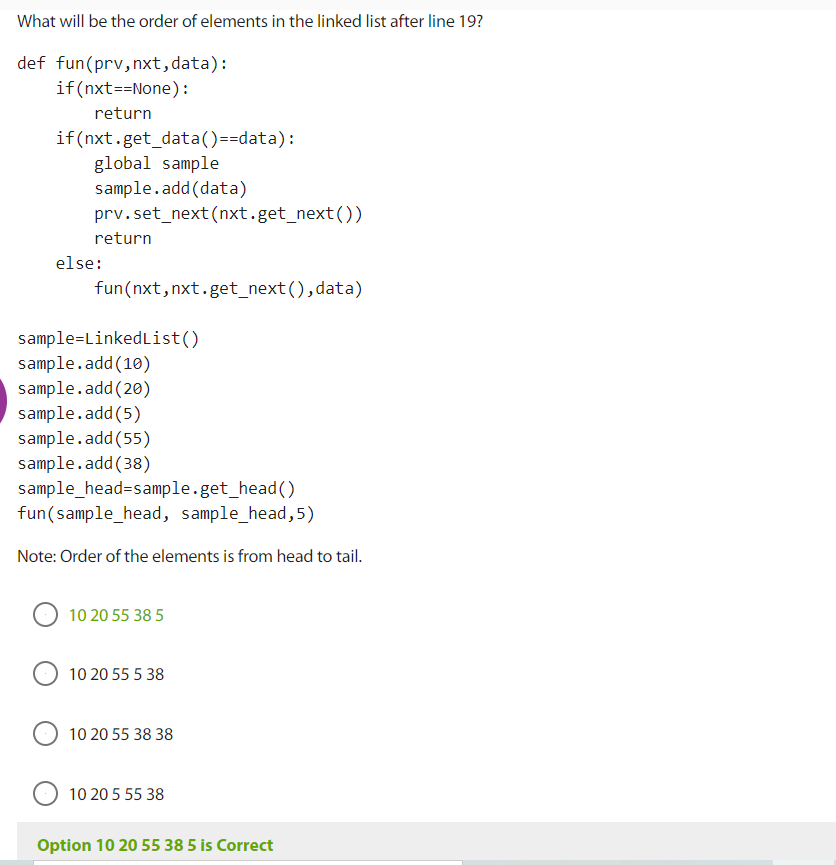 What will be the order of elements in the linked list after line 19?
def fun(prv,nxt,data):
    if(nxt==None):
        return
    if(nxt.get_data()==data):
        global sample
        sample.add(data)
        prv.set_next(nxt.get_next())
        return
    else:
        fun(nxt,nxt.get_next(),data)
sample=LinkedList()
sample.add(10)
sample.add(20)
sample.add(5)
sample.add(55)
sample.add(38)
sample_head=sample.get_head()
fun(sample_head, sample_head,5)
Note: Order of the elements is from head to tail.
10 20 55 38 5
10 20 55 5 38
10 20 55 38 38
10 20 5 55 38
Option 10 20 55 38 5 is Correct